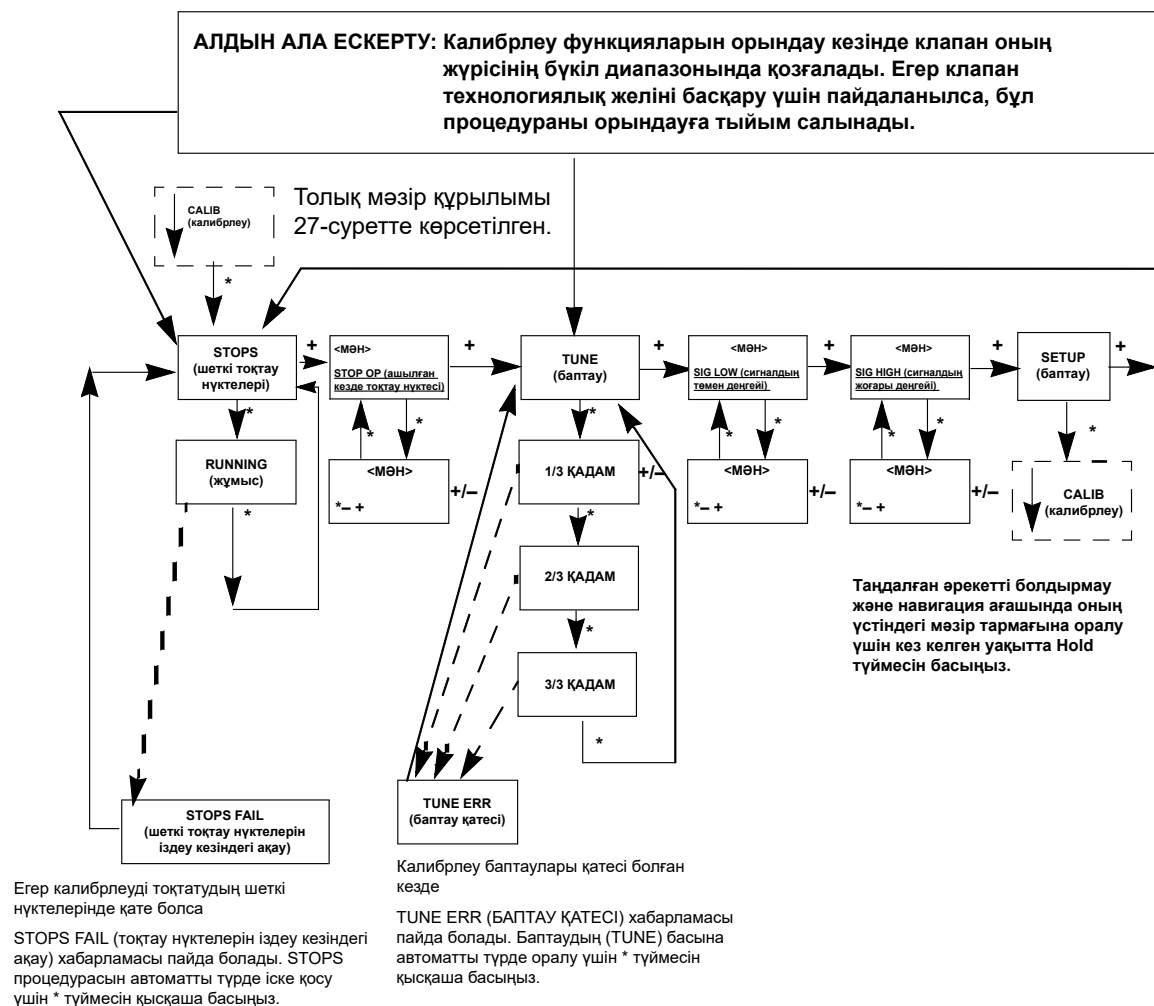 АЛДЫН АЛА ЕСКЕРТУ: Калибрлеу функцияларын орындау кезінде клапан оның
жүрісінің бүкіл диапазонында қозғалады. Егер клапан
технологиялық желіні басқару үшін пайдаланылса, бұл
процедураны орындауға тыйым салынады.
CALIB
(калибрлеу)
Толық мәзір құрылымы
27-суретте көрсетілген.
*
STOPS
(шеткі тоқтау
нүктелері)
+
<МӘН>
STOP OP (ашылған
кезде тоқтау нүктесі)
+
TUNE
(баптау)
+
<МӘН>
SIG LOW (сигналдың
төмен деңгейі)
+
<МӘН>
SIG HIGH (сигналдың
жоғары деңгейі)
+
SETUP
(баптау)
+
*
RUNNING
(жұмыс)
*
* *
<МӘН>
*– +
+/–
*
1/3 ҚАДАМ
+/–
*
2/3 ҚАДАМ
*
3/3 ҚАДАМ
*
* *
<МӘН>
*– +
+/–
* *
<МӘН>
*– +
+/–
*
–
CALIB
(калибрлеу)
Таңдалған әрекетті болдырмау
және навигация ағашында оның
үстіндегі мәзір тармағына оралу
үшін кез келген уақытта Hold
түймесін басыңыз.
STOPS FAIL
(шеткі тоқтау нүктелерін
іздеу кезіндегі ақау)
TUNE ERR
(баптау қатесі)
Егер калибрлеуді тоқтатудың шеткі
нүктелерінде қате болса
STOPS FAIL (тоқтау нүктелерін іздеу кезіндегі
ақау) хабарламасы пайда болады. STOPS
процедурасын автоматты түрде іске қосу
үшін * түймесін қысқаша басыңыз.
Калибрлеу баптаулары қатесі болған
кезде
TUNE ERR (БАПТАУ ҚАТЕСІ) хабарламасы
пайда болады. Баптаудың (TUNE) басына
автоматты түрде оралу үшін * түймесін
қысқаша басыңыз.